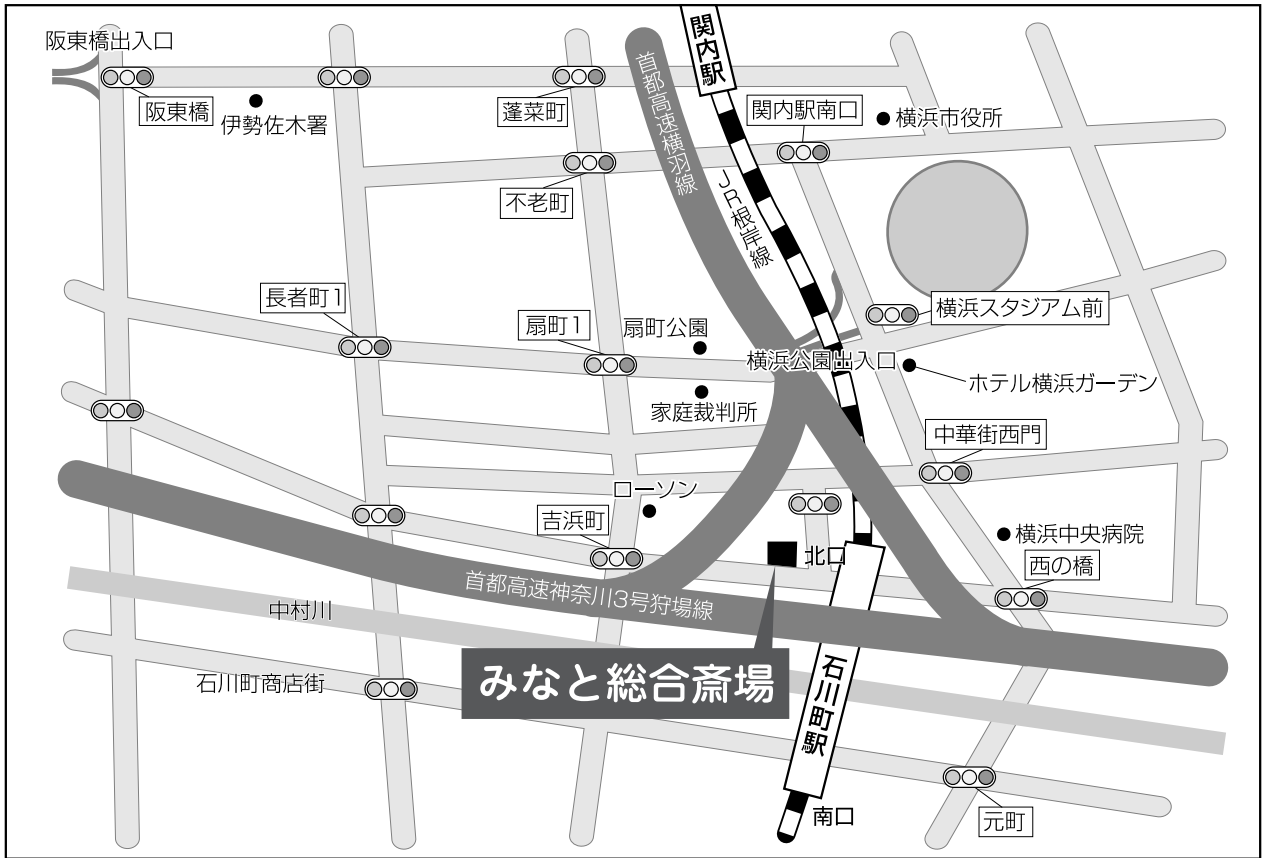 阪東橋出入口
関内駅
首都高速横羽線
阪東橋
伊勢佐木署
蓬莱町
関内駅南口
横浜市役所
不老町
JR根岸線
長者町1
扇町1
扇町公園
横浜スタジアム前
横浜公園出入口
ホテル横浜ガーデン
家庭裁判所
中華街西門
ローソン
吉浜町
北口
横浜中央病院
西の橋
首都高速神奈川3号狩場線
中村川
みなと総合斎場
石川町商店街
石川町駅
南口
元町